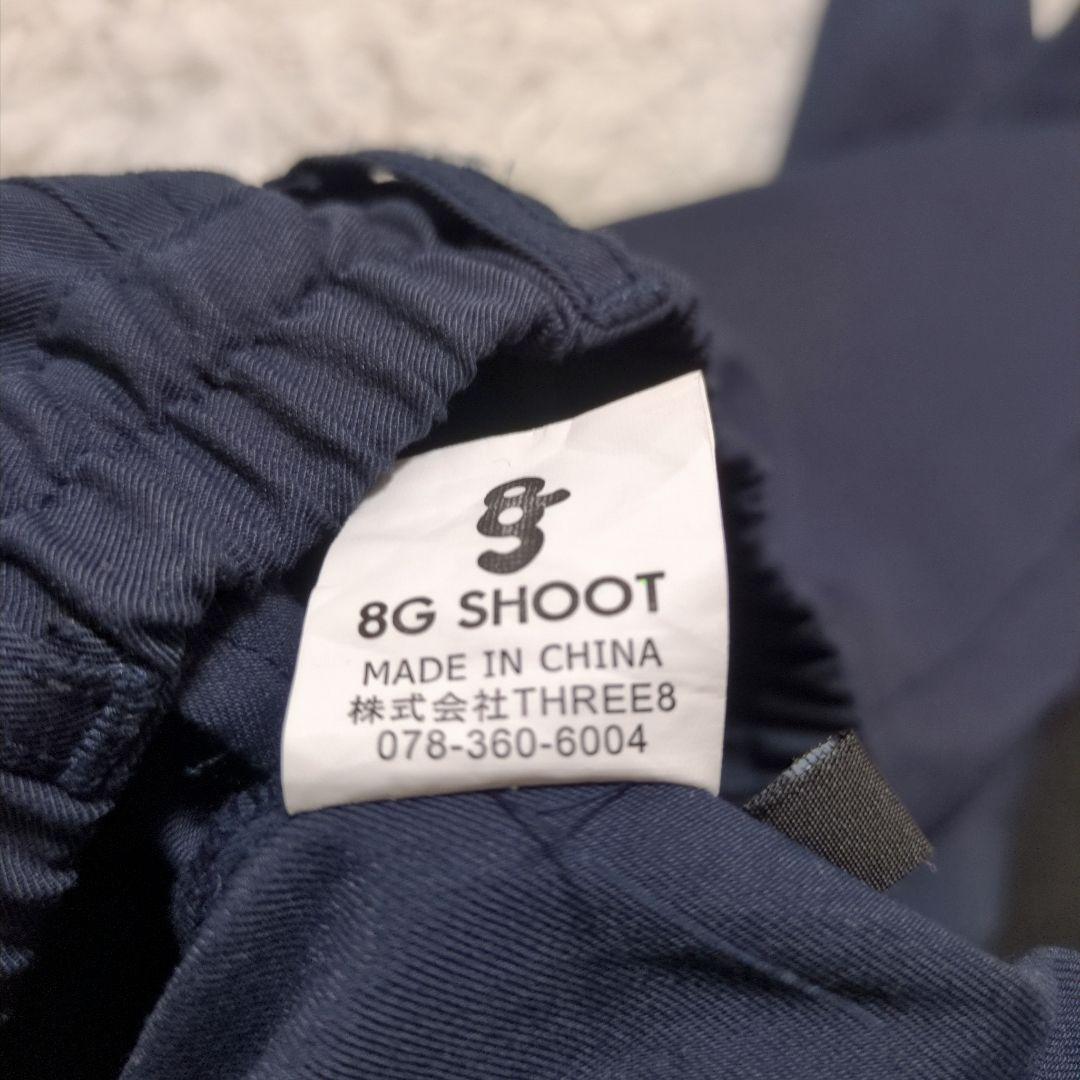 8G SHOOT
MADE IN CHINA
株式会社THREE8
078-360-6004